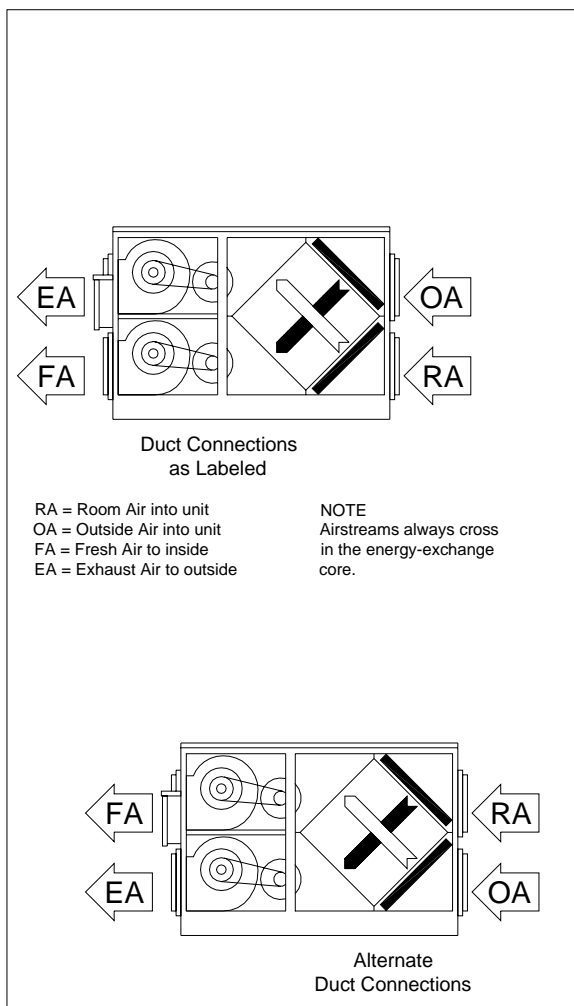 EA
OA
FA
RA
Duct Connections
as Labeled
RA = Room Air into unit
OA = Outside Air into unit
FA = Fresh Air to inside
EA = Exhaust Air to outside
NOTE
Airstreams always cross
in the energy-exchange
core.
FA
RA
EA
OA
Alternate
Duct Connections